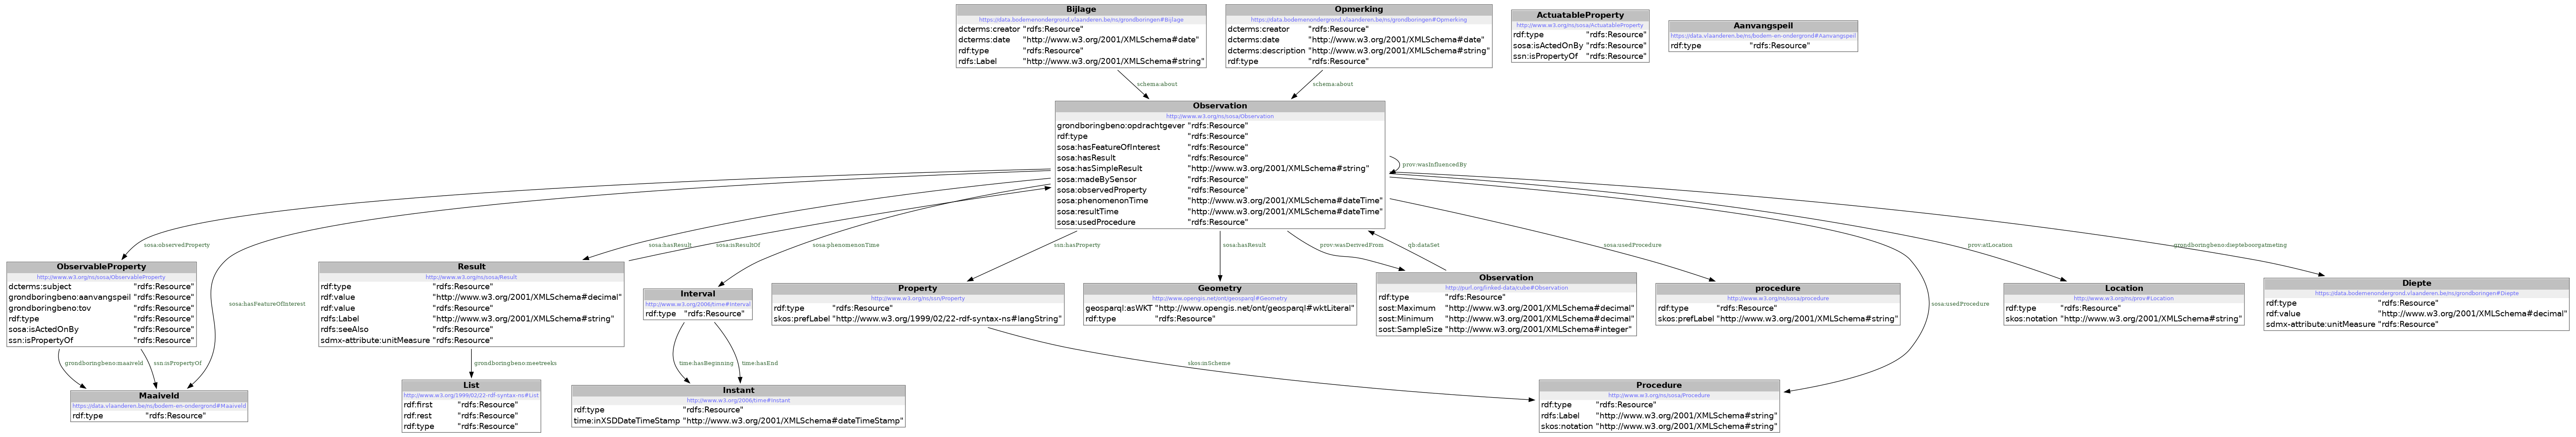 Bijlage
https://data.bodemenondergrond.vlaanderen.be/ns/grondboringen#Bijlage
dcterms:creator "rdfs:Resource"
dcterms:date "http://www.w3.org/2001/XMLSchema#date"
rdf:type "rdfs:Resource"
rdfs:Label "http://www.w3.org/2001/XMLSchema#string"
Opmerking
https://data.bodemenondergrond.vlaanderen.be/ns/grondboringen#Opmerking
dcterms:creator "rdfs:Resource"
dcterms:date "http://www.w3.org/2001/XMLSchema#date"
dcterms:description "http://www.w3.org/2001/XMLSchema#string"
rdf:type "rdfs:Resource"
ActuatableProperty
http://www.w3.org/ns/sosa/ActuatableProperty
rdf:type "rdfs:Resource"
sosa:isActedOnBy "rdfs:Resource"
ssn:isPropertyOf "rdfs:Resource"
Aanvangspeil
https://data.vlaanderen.be/ns/bodem-en-ondergrond#Aanvangspeil
rdf:type "rdfs:Resource"
schema:about
schema:about
Observation
http://www.w3.org/ns/sosa/Observation
grondboringbeno:opdrachtgever "rdfs:Resource"
rdf:type "rdfs:Resource"
sosa:hasFeatureOfInterest "rdfs:Resource"
sosa:hasResult "rdfs:Resource"
sosa:hasSimpleResult "http://www.w3.org/2001/XMLSchema#string"
sosa:madeBySensor "rdfs:Resource"
sosa:observedProperty "rdfs:Resource"
sosa:phenomenonTime "http://www.w3.org/2001/XMLSchema#dateTime"
sosa:resultTime "http://www.w3.org/2001/XMLSchema#dateTime"
sosa:usedProcedure "rdfs:Resource"
prov:wasInfluencedBy
sosa:observedProperty
sosa:hasResult
sosa:isResultOf
sosa:phenomenonTime
ssn:hasProperty
sosa:hasResult
prov:wasDerivedFrom
qb:dataSet
sosa:usedProcedure
prov:atLocation
grondboringbeno:diepteboorgatmeting
ObservableProperty
http://www.w3.org/ns/sosa/ObservableProperty
dcterms:subject "rdfs:Resource"
grondboringbeno:aanvangspeil "rdfs:Resource"
grondboringbeno:tov "rdfs:Resource"
rdf:type "rdfs:Resource"
sosa:isActedOnBy "rdfs:Resource"
ssn:isPropertyOf "rdfs:Resource"
sosa:hasFeatureOfInterest
Result
http://www.w3.org/ns/sosa/Result
rdf:type "rdfs:Resource"
rdf:value "http://www.w3.org/2001/XMLSchema#decimal"
rdf:value "rdfs:Resource"
rdfs:Label "http://www.w3.org/2001/XMLSchema#string"
rdfs:seeAlso "rdfs:Resource"
sdmx-attribute:unitMeasure "rdfs:Resource"
Interval
http://www.w3.org/2006/time#Interval
rdf:type "rdfs:Resource"
Property
http://www.w3.org/ns/ssn/Property
rdf:type "rdfs:Resource"
skos:prefLabel "http://www.w3.org/1999/02/22-rdf-syntax-ns#langString"
Geometry
http://www.opengis.net/ont/geosparql#Geometry
geosparql:asWKT "http://www.opengis.net/ont/geosparql#wktLiteral"
rdf:type "rdfs:Resource"
Observation
http://purl.org/linked-data/cube#Observation
rdf:type "rdfs:Resource"
sost:Maximum "http://www.w3.org/2001/XMLSchema#decimal"
sost:Minimum "http://www.w3.org/2001/XMLSchema#decimal"
sost:SampleSize "http://www.w3.org/2001/XMLSchema#integer"
procedure
http://www.w3.org/ns/sosa/procedure
rdf:type "rdfs:Resource"
skos:prefLabel "http://www.w3.org/2001/XMLSchema#string"
sosa:usedProcedure
Location
http://www.w3.org/ns/prov#Location
rdf:type "rdfs:Resource"
skos:notation "http://www.w3.org/2001/XMLSchema#string"
Diepte
https://data.bodemenondergrond.vlaanderen.be/ns/grondboringen#Diepte
rdf:type "rdfs:Resource"
rdf:value "http://www.w3.org/2001/XMLSchema#decimal"
sdmx-attribute:unitMeasure "rdfs:Resource"
grondboringbeno:maaiveld
ssn:isPropertyOf
grondboringbeno:meetreeks
time:hasBeginning
time:hasEnd
skos:inScheme
Maaiveld
https://data.vlaanderen.be/ns/bodem-en-ondergrond#Maaiveld
rdf:type "rdfs:Resource"
List
http://www.w3.org/1999/02/22-rdf-syntax-ns#List
rdf:first "rdfs:Resource"
rdf:rest "rdfs:Resource"
rdf:type "rdfs:Resource"
Instant
http://www.w3.org/2006/time#Instant
rdf:type "rdfs:Resource"
time:inXSDDateTimeStamp "http://www.w3.org/2001/XMLSchema#dateTimeStamp"
Procedure
http://www.w3.org/ns/sosa/Procedure
rdf:type "rdfs:Resource"
rdfs:Label "http://www.w3.org/2001/XMLSchema#string"
skos:notation "http://www.w3.org/2001/XMLSchema#string"